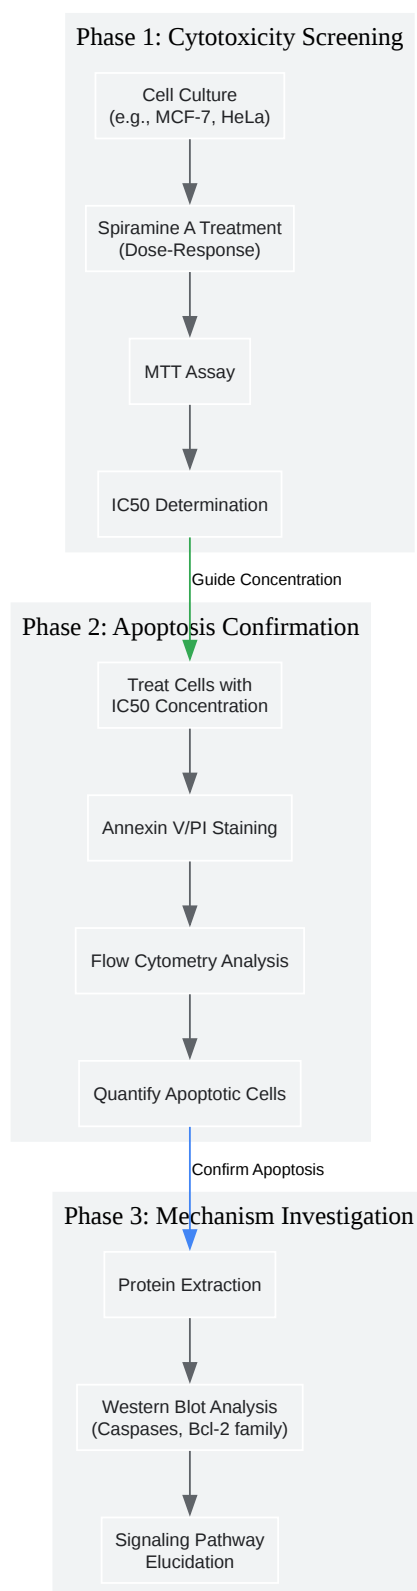 Phase 1: Cytotoxicity Screening
Cell Culture
(e.g., MCF-7, HeLa)
Spiramine A Treatment
(Dose-Response)
MTT Assay
IC50 Determination
Guide Concentration
Phase 2: Apoptosis Confirmation
Treat Cells with
IC50 Concentration
Annexin V/PI Staining
Flow Cytometry Analysis
Quantify Apoptotic Cells
Confirm Apoptosis
Phase 3: Mechanism Investigation
Protein Extraction
Western Blot Analysis
(Caspases, Bcl-2 family)
Signaling Pathway
Elucidation